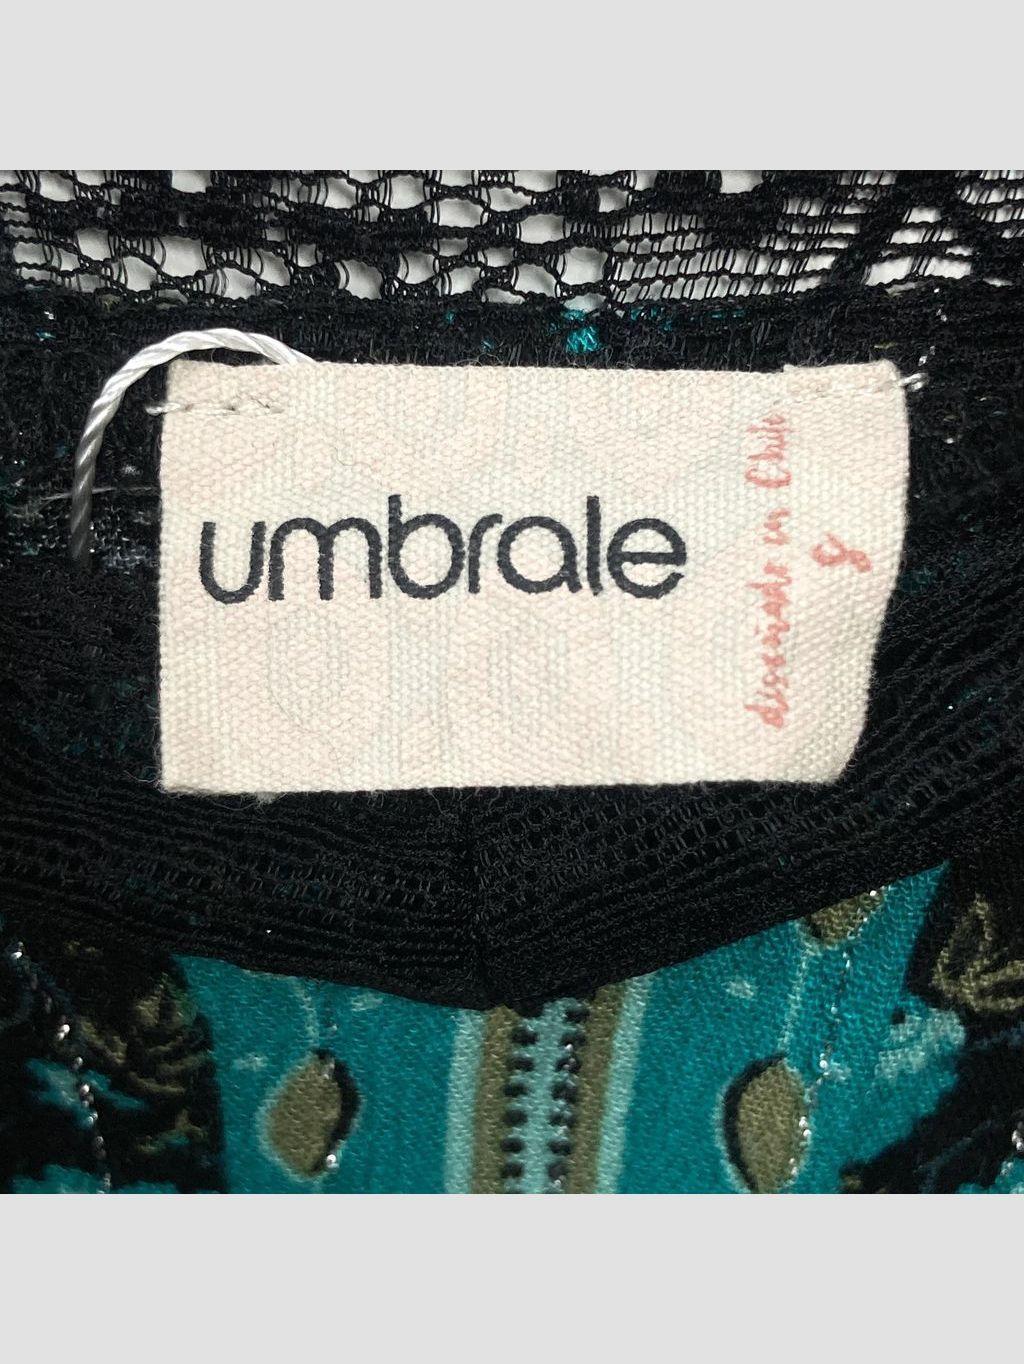 umbrale
diseñado en Chile
S